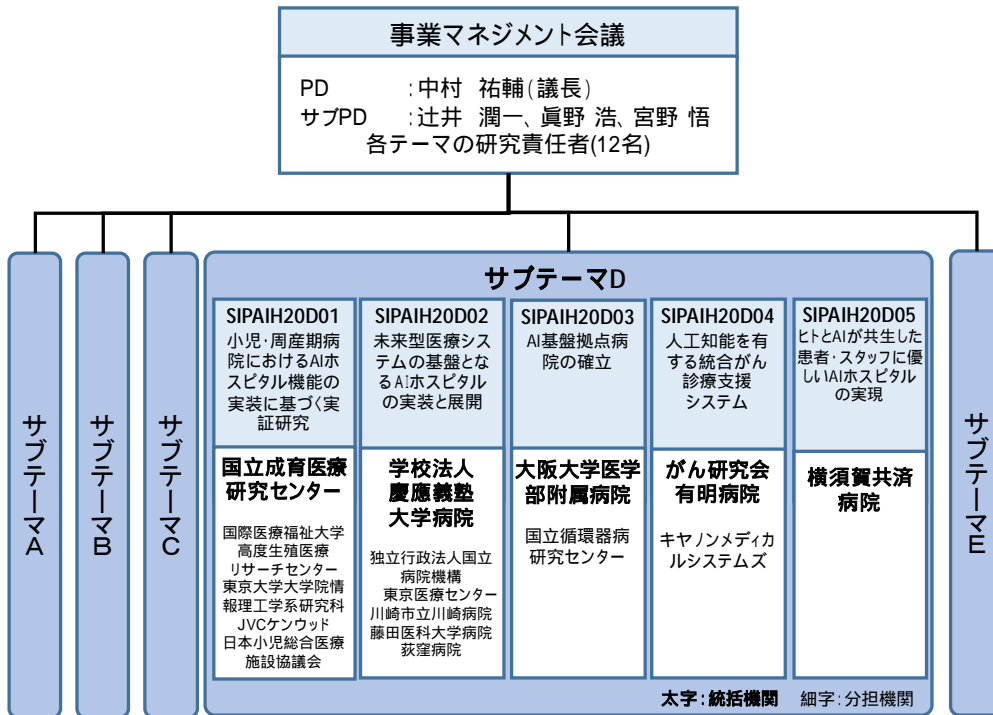 事業マネジメント会議
PD :中村 祐輔(議長)
サブPD :辻井 潤一、眞野 浩、宮野 悟
各テーマの研究責任者(12名)
サブテーマA
サブテーマB
サブテーマC
サブテーマD
SIPAIH20D01
小児・周産期病
院におけるAIホ
スピタル機能の
実装に基づく実
証研究
国立成育医療
研究センター
国際医療福祉大学
高度生殖医療
リサーチセンター
東京大学大学院情
報理工学系研究科
JVCケンウッド
日本小児総合医療
施設協議会
SIPAIH20D02
未来型医療シス
テムの基盤とな
るAIホスピタル
の実装と展開
学校法人
慶應義塾
大学病院
独立行政法人国立
病院機構
東京医療センター
川崎市立川崎病院
藤田医科大学病院
荻窪病院
SIPAIH20D03
AI基盤拠点病
院の確立
大阪大学医学
部附属病院
国立循環器病
研究センター
SIPAIH20D04
人工知能を有
する統合がん
診療支援
システム
がん研究会
有明病院
キヤノンメディカ
ルシステムズ
SIPAIH20D05
ヒトとAIが共生した
患者・スタッフに優
しいAIホスピタル
の実現
横須賀共済
病院
太字:統括機関 細字:分担機関
サブテーマE